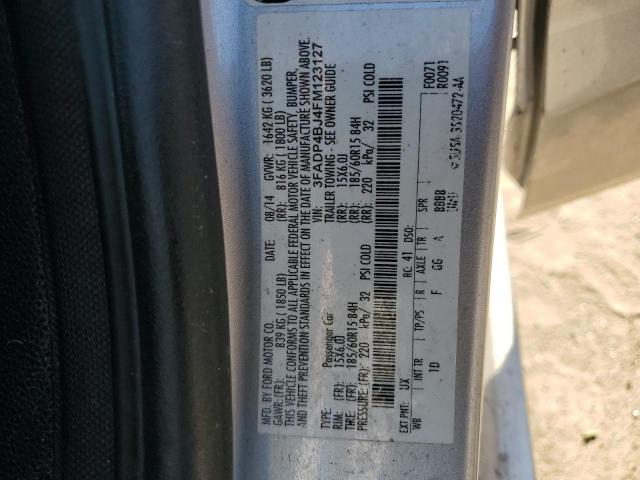 MFD. BY FORD MOTOR CO.
DATE: 08/14 GVWR: 1642 KG ( 3620 LB)
GAWR: (FR): 839 KG ( 1850 LB) (RR): 816 KG ( 1800 LB)
THIS VEHICLE CONFORMS TO ALL APPLICABLE FEDERAL MOTOR VEHICLE SAFETY, BUMPER,
AND THEFT PREVENTION STANDARDS IN EFFECT ON THE DATE OF MANUFACTURE SHOWN ABOVE.
VIN: 3FADP4BJ4FM123127
TYPE: Passenger Car TRAILER TOWING - SEE OWNER GUIDE
RIM: (FR): 15X6.0J (RR): 15X6.0J
TIRE: (FR): 185/60R15 84H (RR): 185/60R15 84H
PRESSURE: (FR): 220 kPa/ 32 PSI COLD (RR): 220 kPa/ 32 PSI COLD
EXT PNT: UX RC: 41 DSO: F0071
R0091
WB INT TR TP/PS R AXLE TR SPR
1D F GG A BBBB